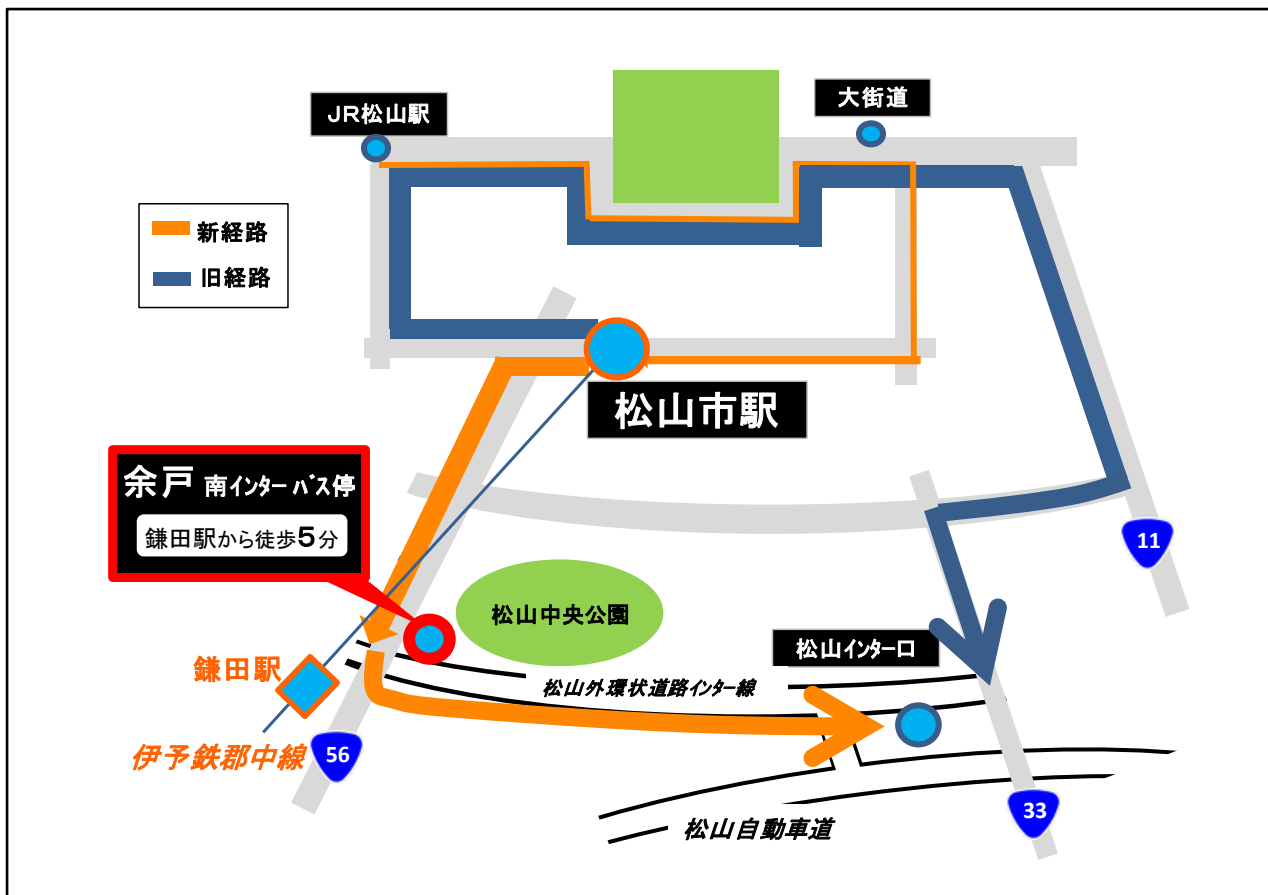 JR松山駅
大街道
新経路
旧経路
松山市駅
余戸 南インター バス停
鎌田駅から徒歩5分
11
松山中央公園
松山インター口
鎌田駅
松山外環状道路インター線
伊予鉄郡中線
56
33
松山自動車道